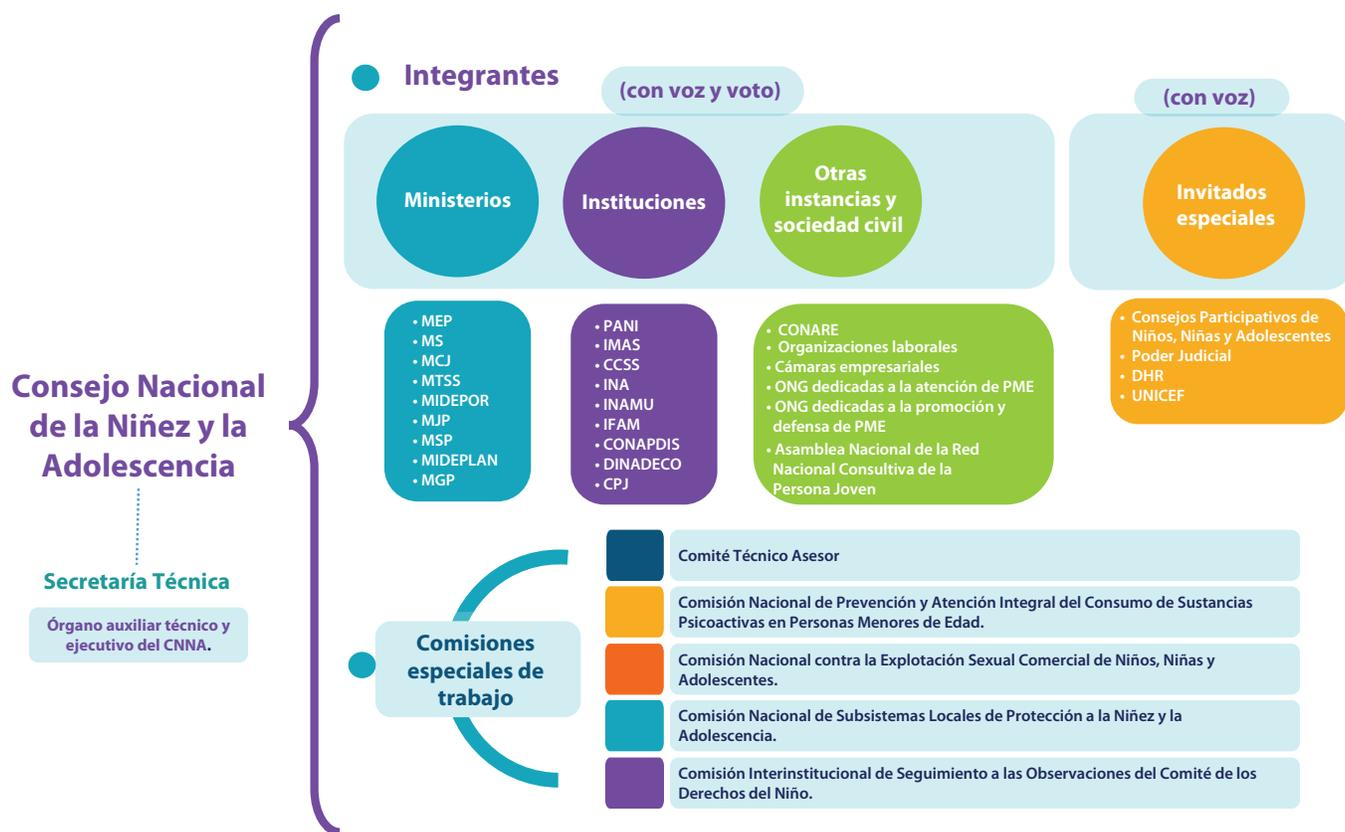 Consejo Nacional
de la Niñez y la
Adolescencia
Secretaría Técnica
Órgano auxiliar técnico y
ejecutivo del CNNA.
Integrantes
(con voz y voto)
(con voz)
Ministerios
Instituciones
Otras
instancias y
sociedad civil
Invitados
especiales
• MEP
• MS
• MCJ
• MTSS
• MIDEPOR
• MJP
• MSP
• MIDEPLAN
• MGP
• PANI
• IMAS
• CCSS
• INA
• INAMU
• IFAM
• CONAPDIS
• DINADECO
• CPJ
• CONARE
• Organizaciones laborales
• Cámaras empresariales
• ONG dedicadas a la atención de PME
• ONG dedicadas a la promoción y
defensa de PME
• Asamblea Nacional de la Red
Nacional Consultiva de la
Persona Joven
• Consejos Participativos de
Niños, Niñas y Adolescentes
• Poder Judicial
• DHR
• UNICEF
Comisiones
especiales de
trabajo
Comité Técnico Asesor
Comisión Nacional de Prevención y Atención Integral del Consumo de Sustancias
Psicoactivas en Personas Menores de Edad.
Comisión Nacional contra la Explotación Sexual Comercial de Niños, Niñas y
Adolescentes.
Comisión Nacional de Subsistemas Locales de Protección a la Niñez y la
Adolescencia.
Comisión Interinstitucional de Seguimiento a las Observaciones del Comité de los
Derechos del Niño.